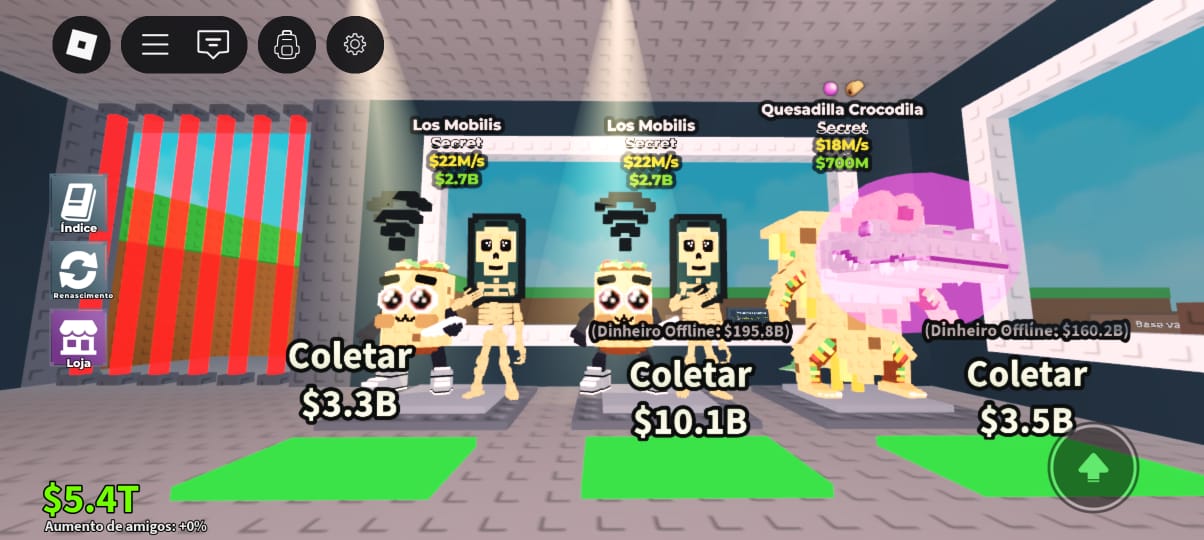 Los Mobilis
Secret
$22M/s
$2.7B
Los Mobilis
Secret
$22M/s
$2.7B
Quesadilla Crocodila
Secret
$18M/s
$700M
Índice
Renascimento
Loja
(Dinheiro Offline: $195.8B)
(Dinheiro Offline: $160.2B)
Base va
Coletar
$3.3B
Coletar
$10.1B
Coletar
$3.5B
$5.4T
Aumento de amigos: +0%